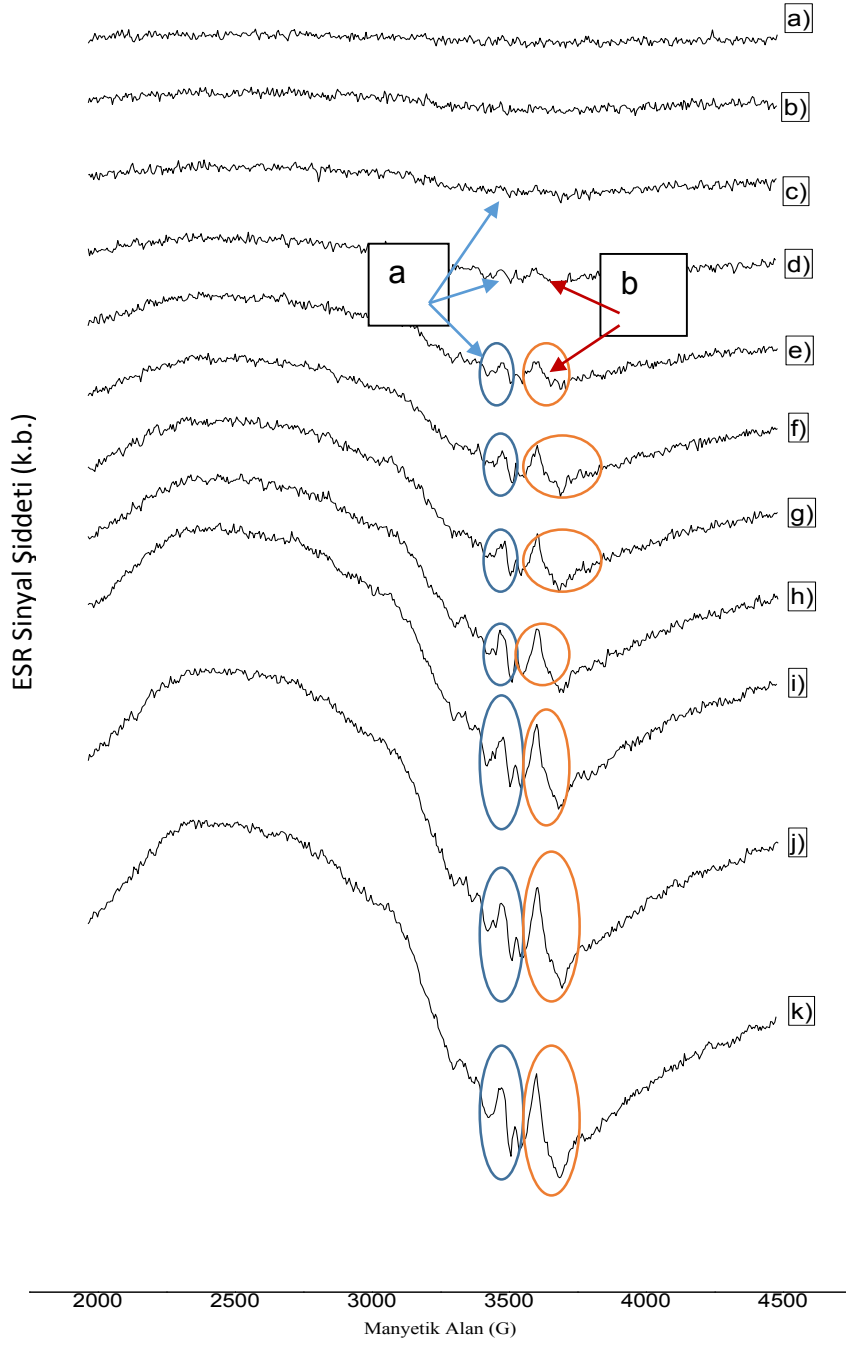 a)
b)
c)
d)
a
b
e)
f)
g)
h)
i)
j)
k)
ESR Sinyal Şiddeti (k.b.)
2000 2500 3000 3500 4000 4500
Manyetik Alan (G)